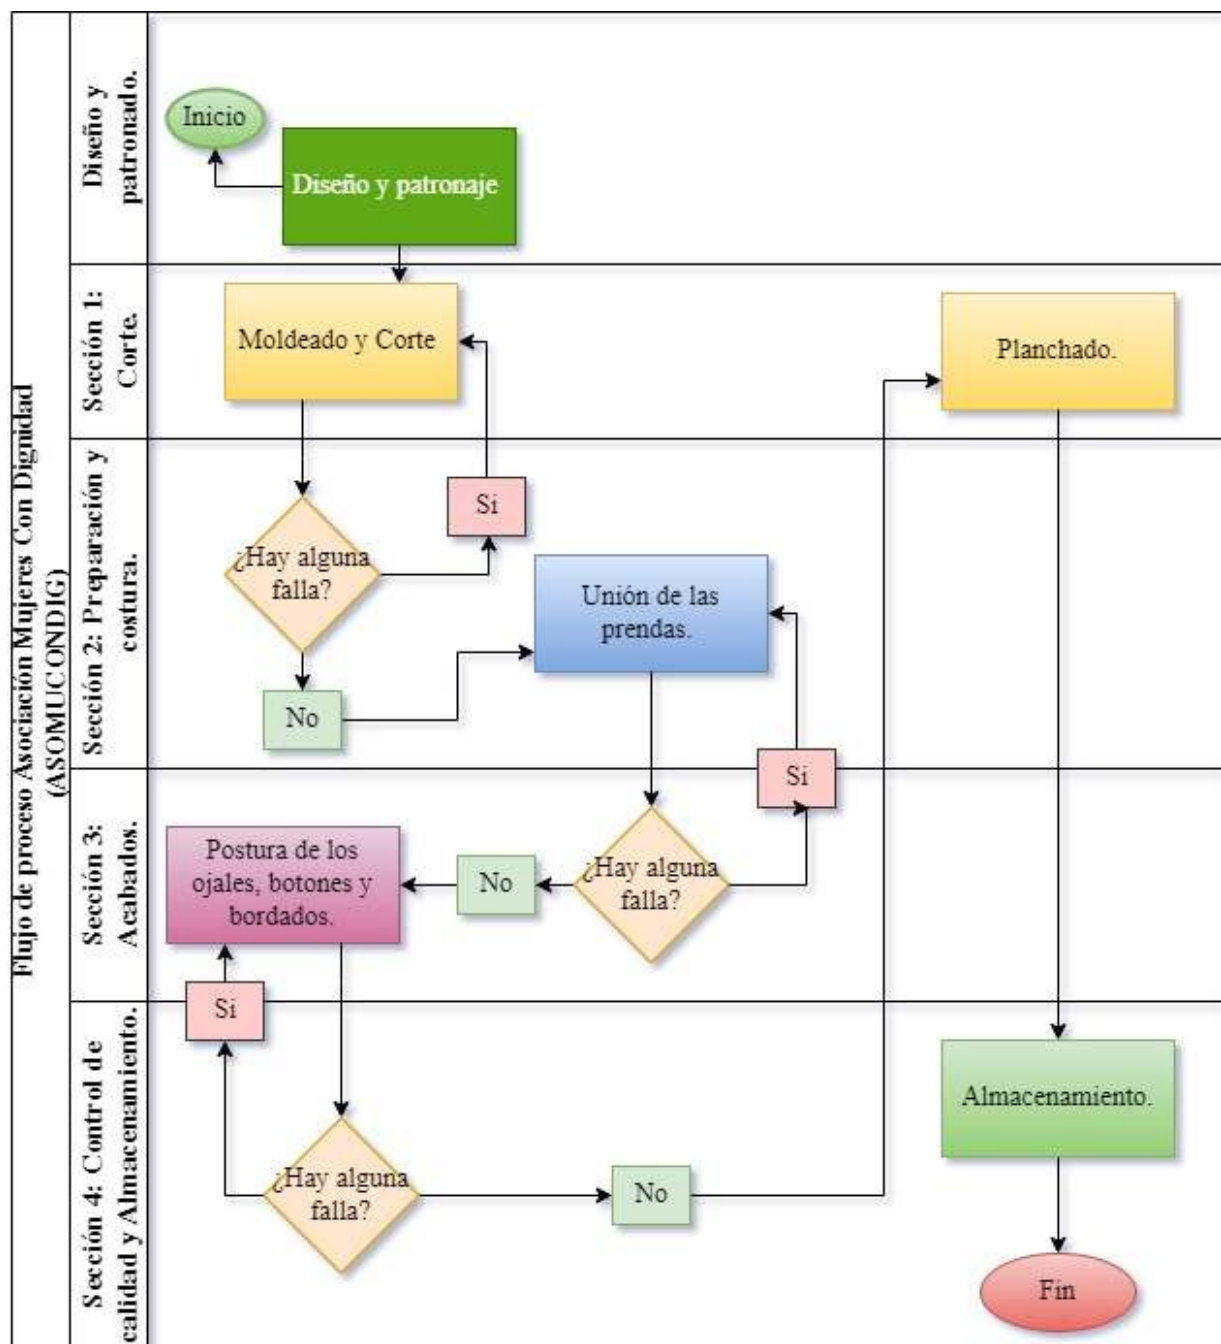 Flujo de proceso Asociación Mujeres Con Dignidad
(ASOMUCONDIG)
Diseño y
patronado.
Inicio
Diseño y patronaje
Sección 1:
Corte.
Moldeado y Corte
Planchado.
Sección 2: Preparación y
costura.
Si
¿Hay alguna
falla?
Unión de las
prendas.
No
Si
Sección 3:
Acabados.
Postura de los
ojales, botones y
bordados.
No
¿Hay alguna
falla?
Si
Sección 4: Control de
calidad y Almacenamiento.
Almacenamiento.
¿Hay alguna
falla?
No
Fin